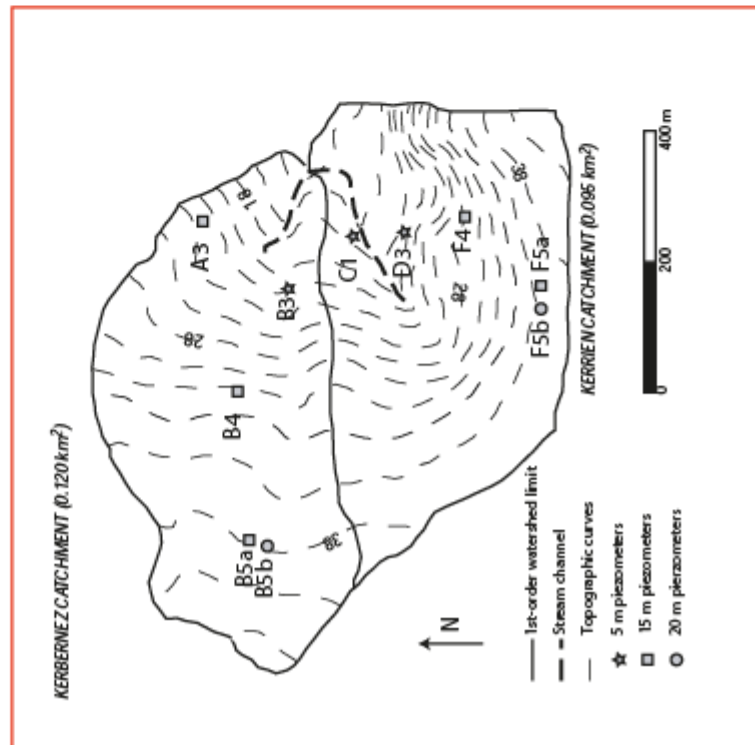 KERBERNEZ CATCHMENT (0.120 km²)
18
A3
B3
28
B4
B5a
B5b
38
C1
D3
F4
28
38
F5a
F5b
KERRIEN CATCHMENT (0.095 km²)
N
1st-order watershed limit
Stream channel
Topographic curves
5 m piezometers
15 m piezometers
20 m pierzometers
0
200
400 m